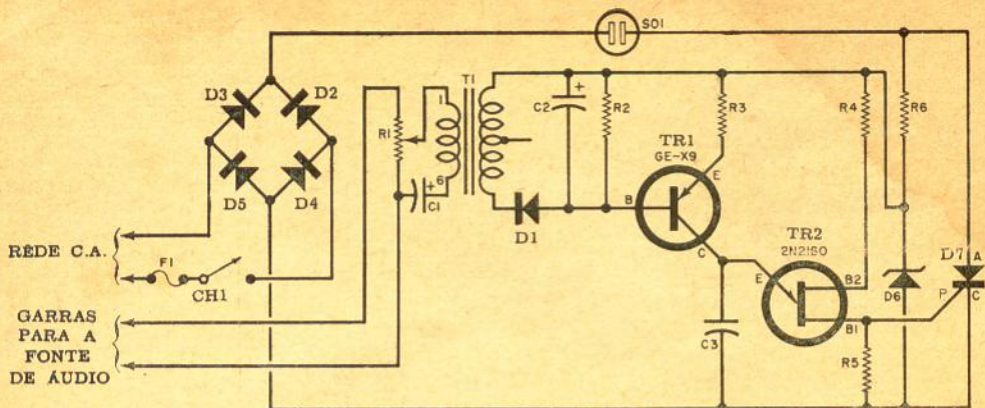 SO1
D3
D2
D5
D4
R1
1
6
T1
C1
+
C2
+
R2
R3
R4
R6
TR1
GE-X9
E
B
C
D1
TR2
2N2160
E
B2
B1
D6
D7
A
P
C
C3
R5
RÊDE C.A.
F1
CH1
GARRAS
PARA A
FONTE
DE ÁUDIO